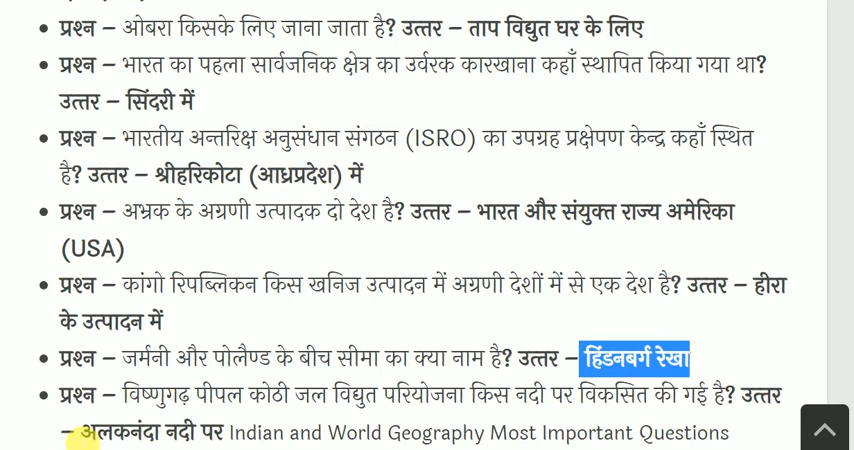 प्रश्न – ओबरा किसके लिए जाना जाता है? उत्तर – ताप विद्युत घर के लिए
प्रश्न – भारत का पहला सार्वजनिक क्षेत्र का उर्वरक कारखाना कहाँ स्थापित किया गया था?
उत्तर – सिंदरी में
प्रश्न – भारतीय अन्तरिक्ष अनुसंधान संगठन (ISRO) का उपग्रह प्रक्षेपण केन्द्र कहाँ स्थित
है? उत्तर – श्रीहरिकोटा (आध्रप्रदेश) में
प्रश्न – अभ्रक के अग्रणी उत्पादक दो देश है? उत्तर – भारत और संयुक्त राज्य अमेरिका
(USA)
प्रश्न – कांगो रिपब्लिकन किस खनिज उत्पादन में अग्रणी देशों में से एक देश है? उत्तर – हीरा
के उत्पादन में
प्रश्न – जर्मनी और पोलैण्ड के बीच सीमा का क्या नाम है? उत्तर – हिंडनबर्ग रेखा
प्रश्न – विष्णुगढ़ पीपल कोठी जल विद्युत परियोजना किस नदी पर विकसित की गई है? उत्तर
– अलकनंदा नदी पर Indian and World Geography Most Important Questions